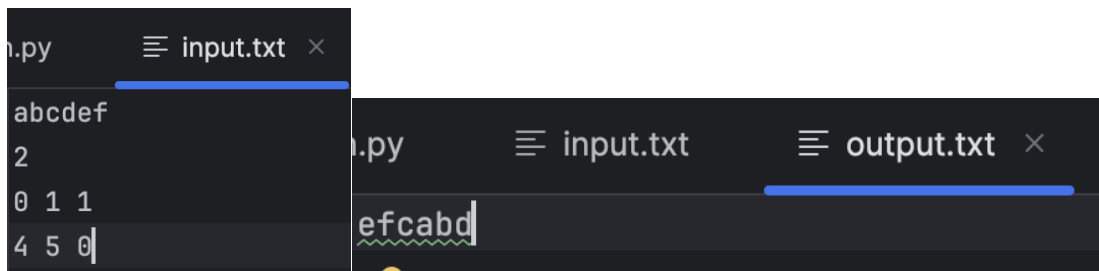 n.py input.txt
abcdef
2
0 1 1
4 5 0
.py input.txt output.txt
efcabd